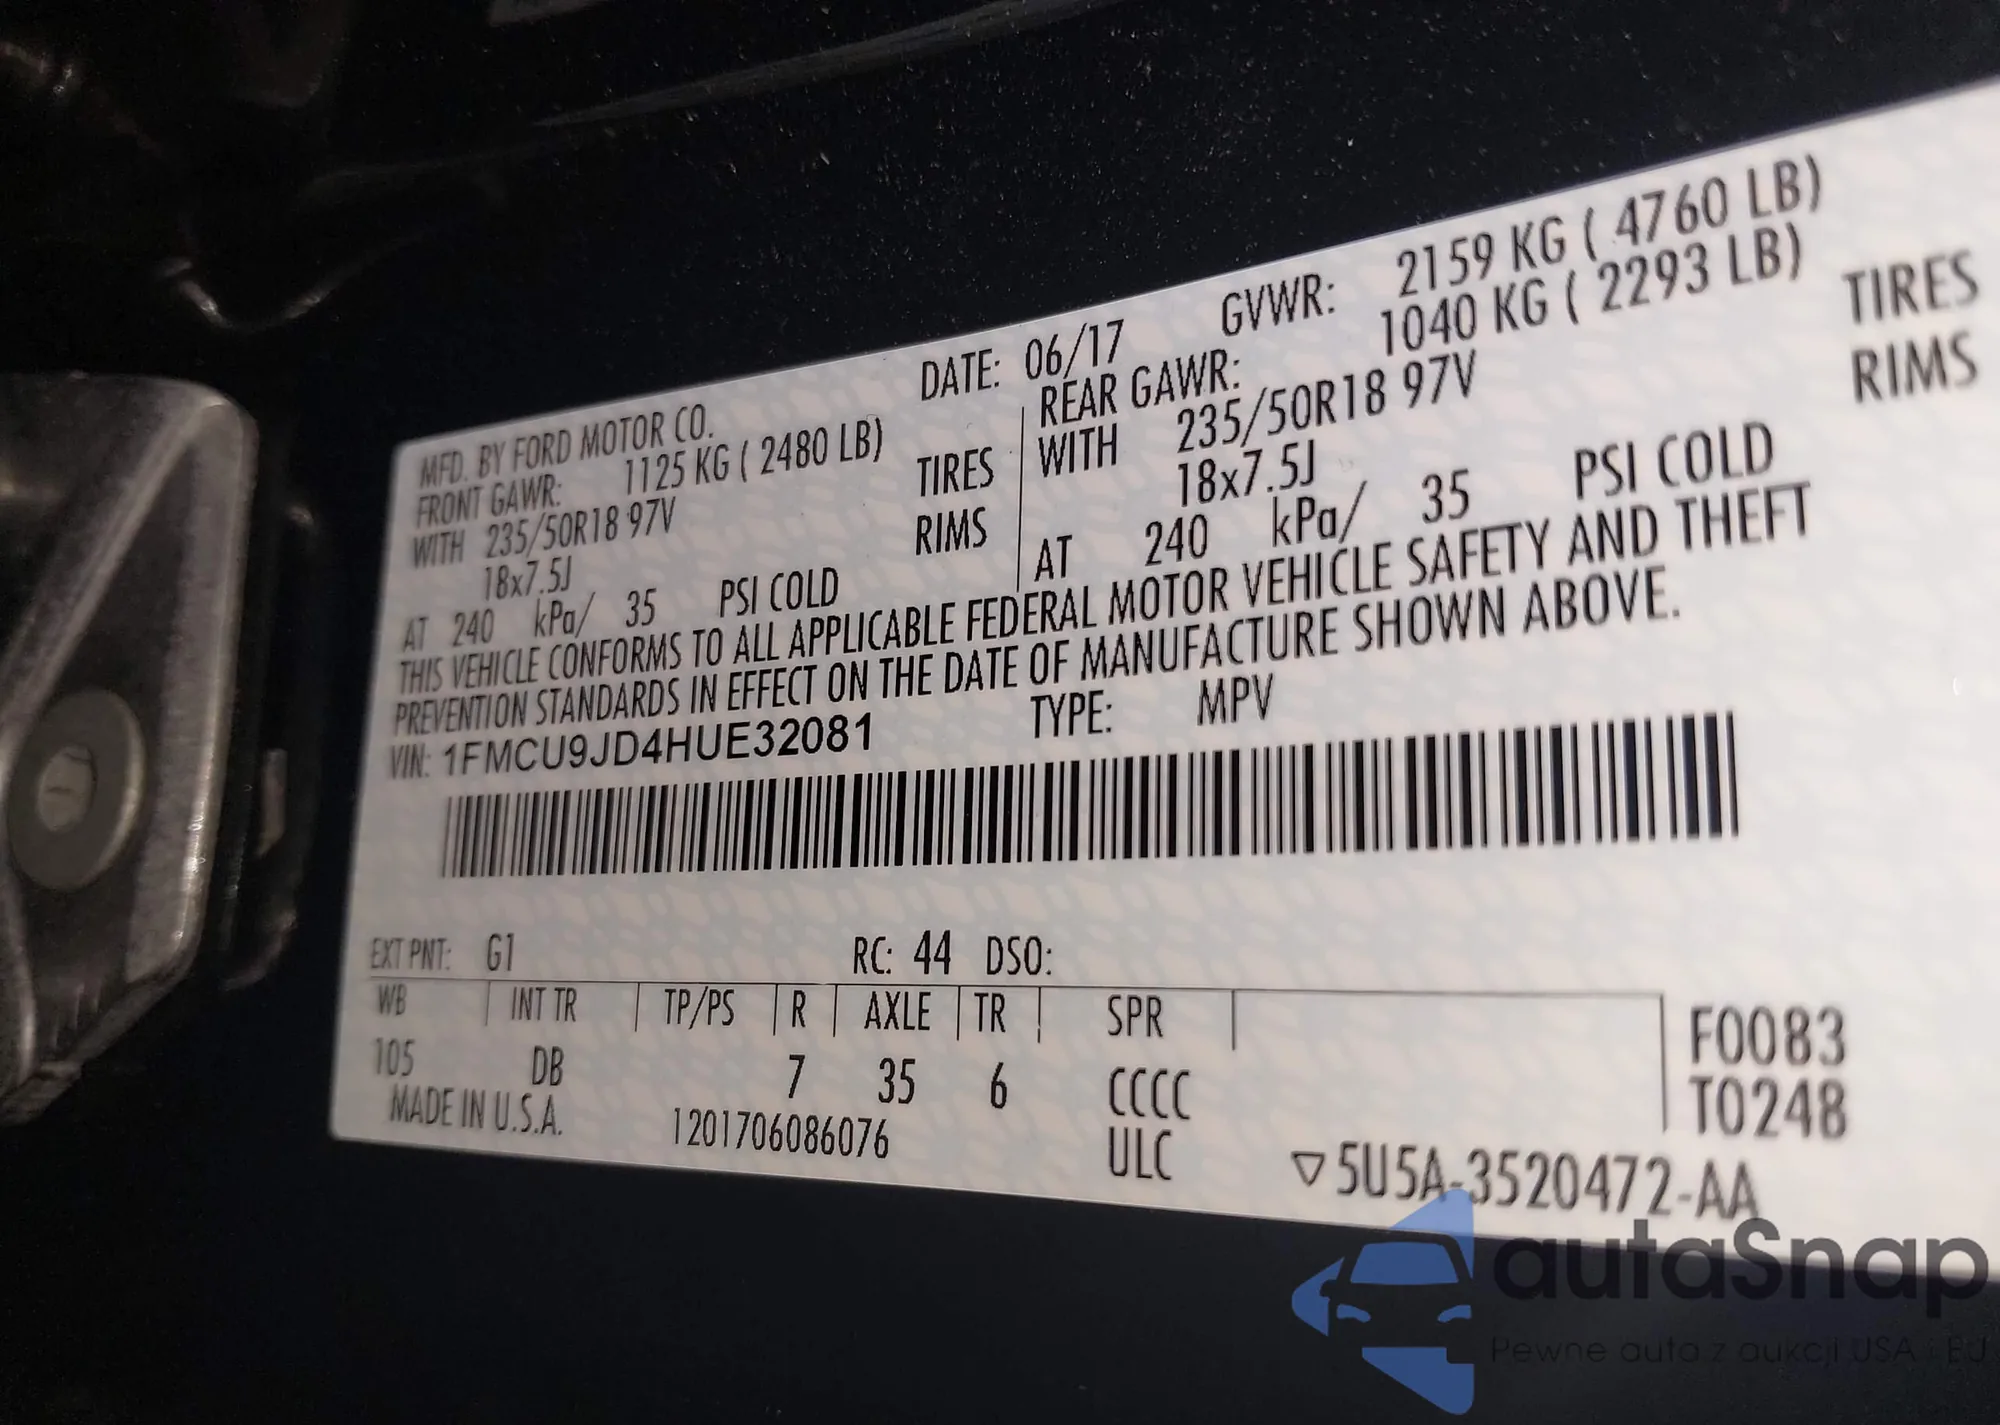 MFD. BY FORD MOTOR CO.
DATE: 06/17
GVWR: 2159 KG ( 4760 LB)
FRONT GAWR: 1125 KG ( 2480 LB)
WITH 235/50R18 97V TIRES
18x7.5J RIMS
AT 240 kPa/ 35 PSI COLD
REAR GAWR: 1040 KG ( 2293 LB)
WITH 235/50R18 97V TIRES
18x7.5J RIMS
AT 240 kPa/ 35 PSI COLD
THIS VEHICLE CONFORMS TO ALL APPLICABLE FEDERAL MOTOR VEHICLE SAFETY AND THEFT
PREVENTION STANDARDS IN EFFECT ON THE DATE OF MANUFACTURE SHOWN ABOVE.
VIN: 1FMCU9JD4HUE32081 TYPE: MPV
EXT PNT: G1 RC: 44 DSO:
WB INT TR TP/PS R AXLE TR SPR
105 DB 7 35 6 CCCC
F0083
T0248
MADE IN U.S.A. 1201706086076 ULC
▽5U5A-3520472-AA
autaSnap
Pewne auta z aukcji USA i EU